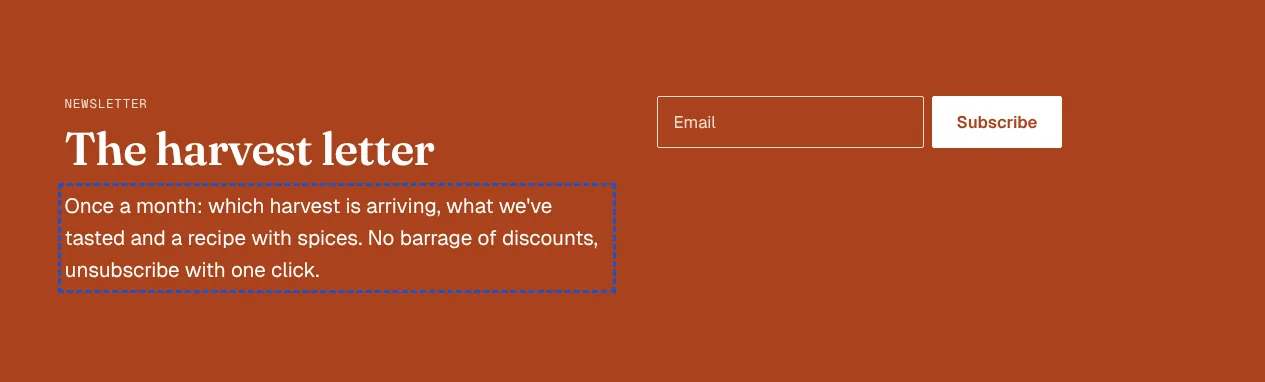 NEWSLETTER
The harvest letter
Once a month: which harvest is arriving, what we've
tasted and a recipe with spices. No barrage of discounts,
unsubscribe with one click.
Email
Subscribe